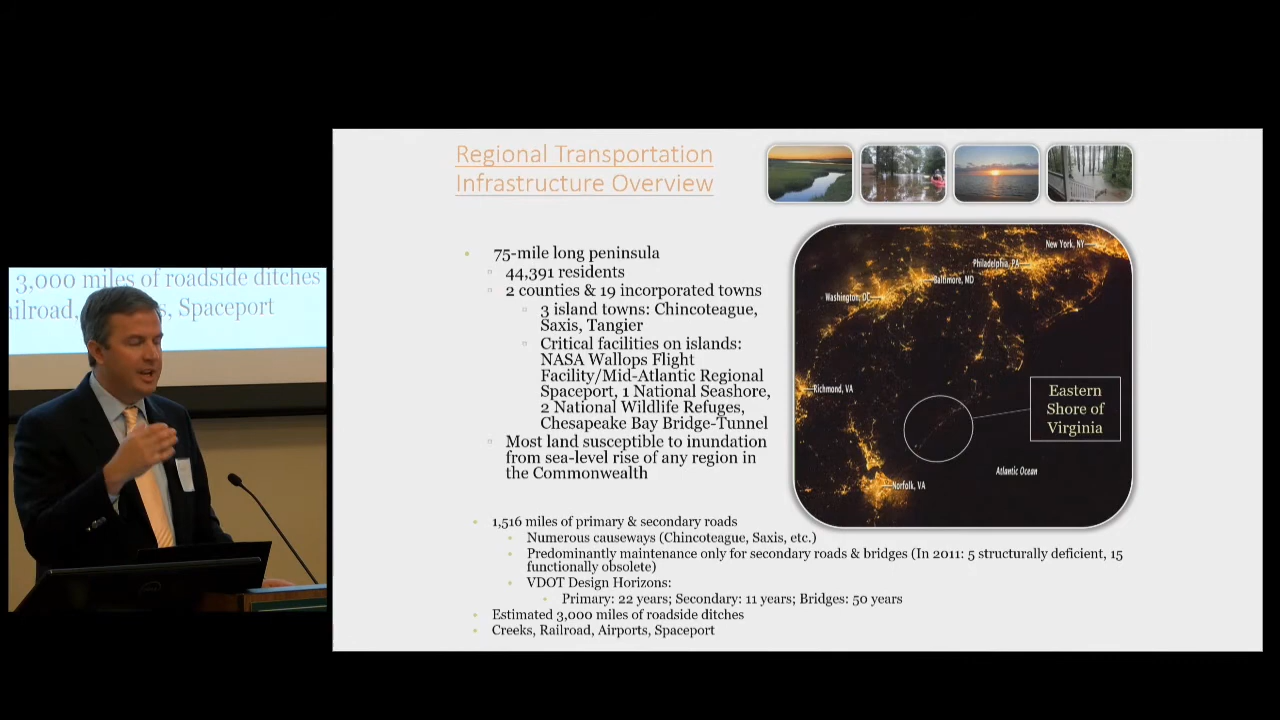 3,000 miles of roadside ditches
Spaceport
Regional Transportation
Infrastructure Overview
75-mile long peninsula
44,391 residents
2 counties & 19 incorporated towns
3 island towns: Chincoteague,
Saxis, Tangier
Critical facilities on islands:
NASA Wallops Flight
Facility/Mid-Atlantic Regional
Spaceport, 1 National Seashore,
2 National Wildlife Refuges,
Chesapeake Bay Bridge-Tunnel
Most land susceptible to inundation
from sea-level rise of any region in
the Commonwealth
New York, NY
Philadelphia, PA
Baltimore, MD
Washington, DC
Richmond, VA
Eastern
Shore of
Virginia
Atlantic Ocean
Norfolk, VA
1,516 miles of primary & secondary roads
Numerous causeways (Chincoteague, Saxis, etc.)
Predominantly maintenance only for secondary roads & bridges (In 2011: 5 structurally deficient, 15
functionally obsolete)
VDOT Design Horizons:
Primary: 22 years; Secondary: 11 years; Bridges: 50 years
Estimated 3,000 miles of roadside ditches
Creeks, Railroad, Airports, Spaceport